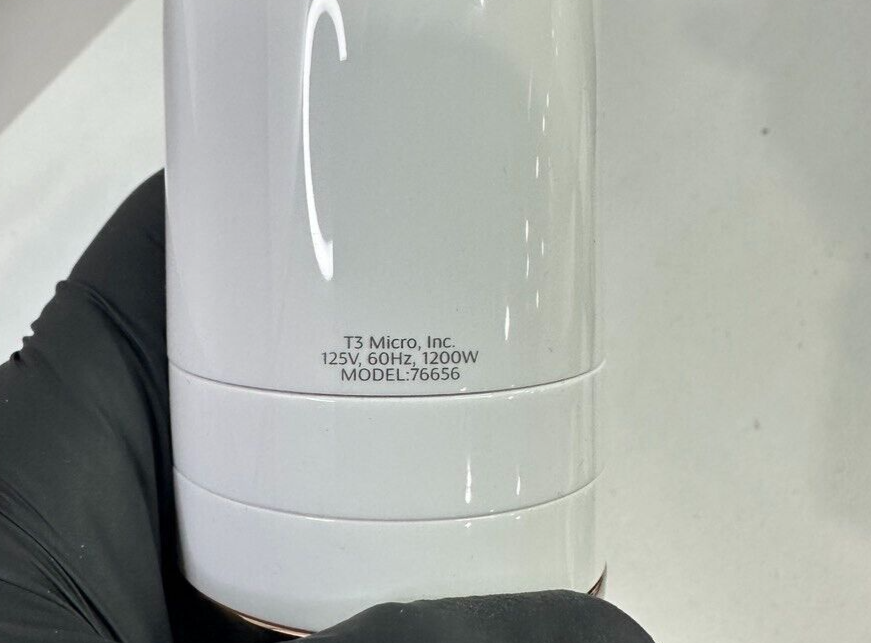 T3 Micro, Inc.
125V, 60Hz, 1200W
MODEL:76656